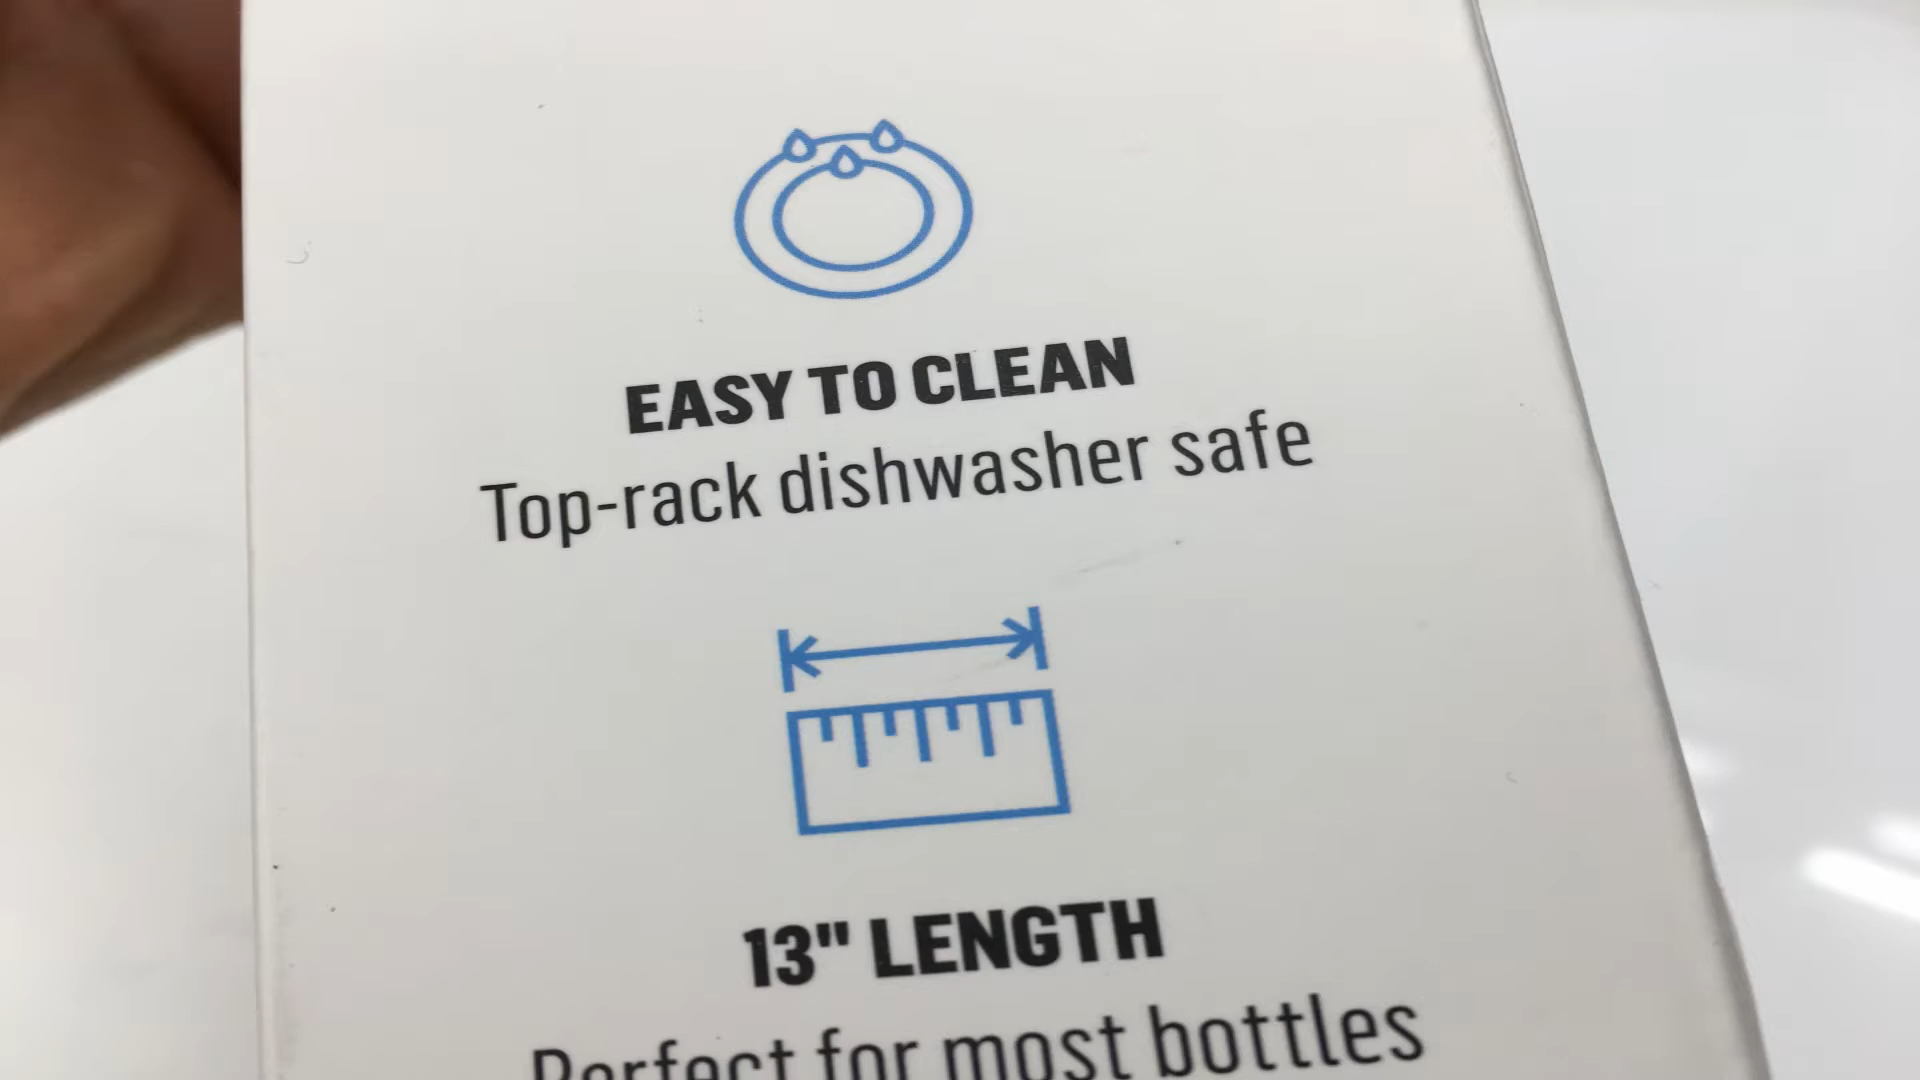 EASY TO CLEAN
Top-rack dishwasher safe
13" LENGTH
Perfect for most bottles